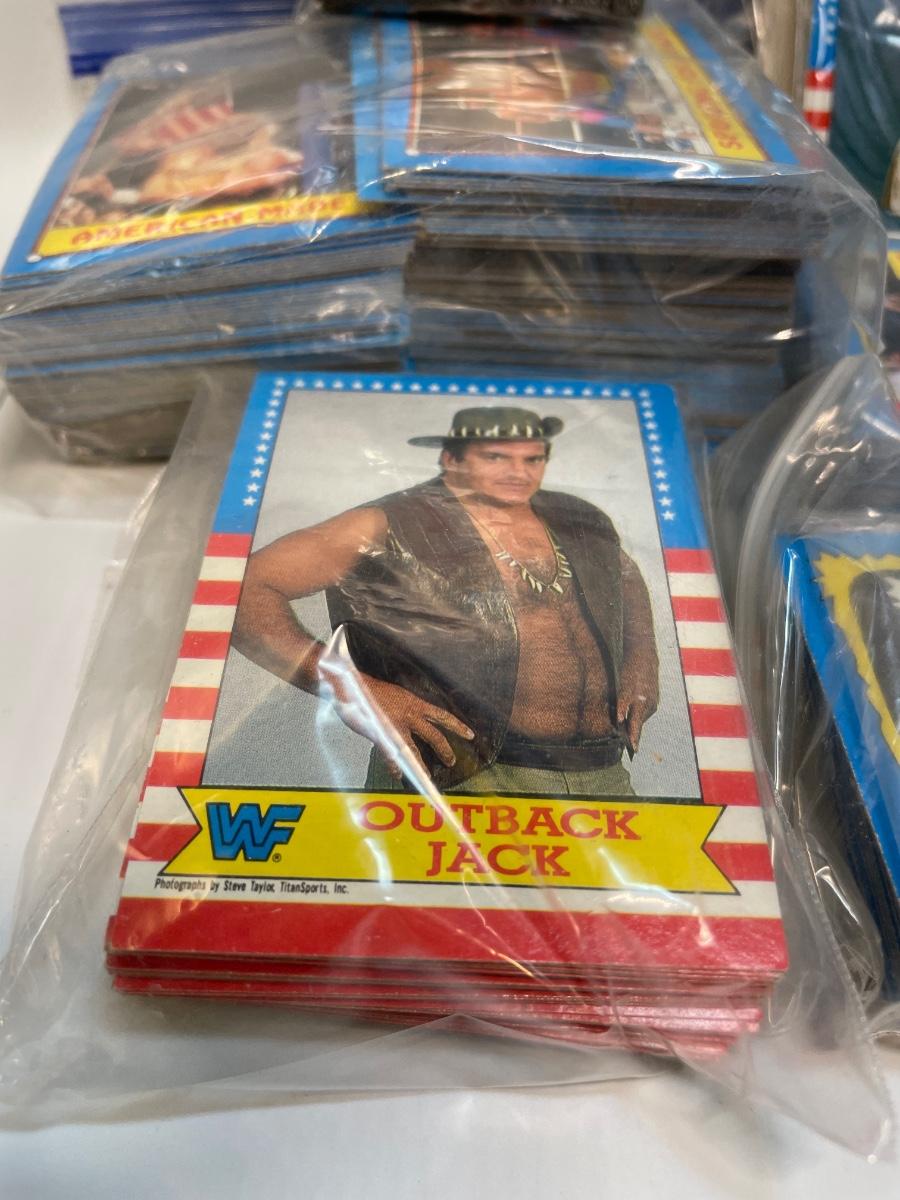 AMERICAN MADE
WF
OUTBACK
JACK
Photographs by Steve Taylor, TitanSports, Inc.